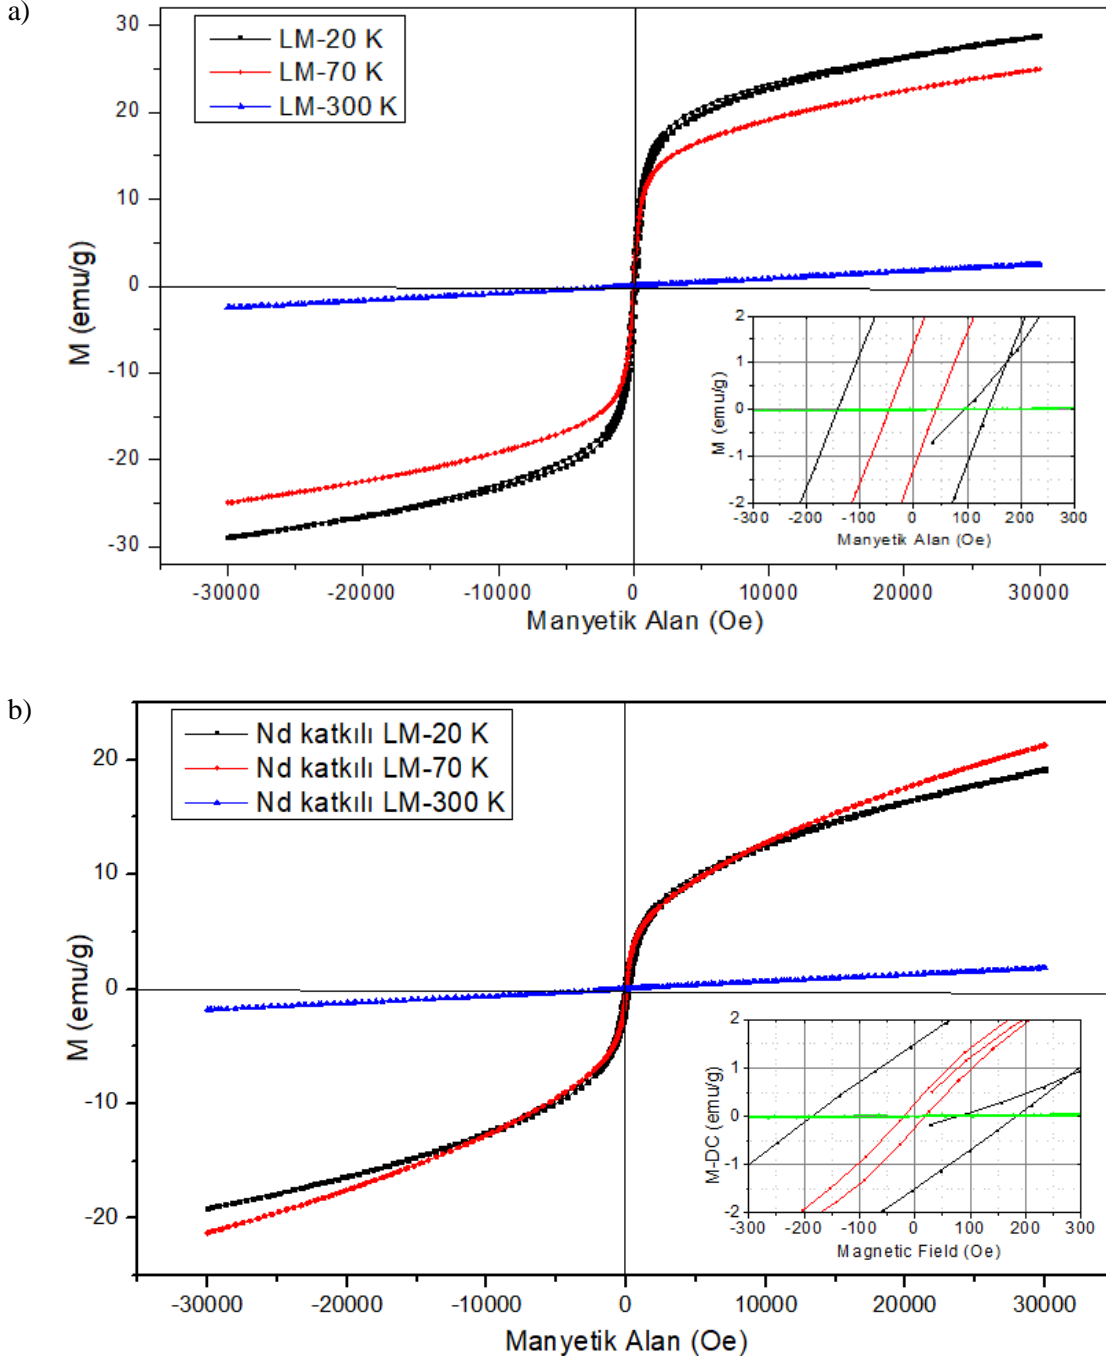 a)
LM-20 K
LM-70 K
LM-300 K
30
20
10
0
-10
-20
-30
M (emu/g)
-30000 -20000 -10000 0 10000 20000 30000
Manyetik Alan (Oe)
2
1
0
-1
-2
M (emu/g)
-300 -200 -100 0 100 200 300
Manyetik Alan (Oe)
b)
Nd katkılı LM-20 K
Nd katkılı LM-70 K
Nd katkılı LM-300 K
20
10
0
-10
-20
M (emu/g)
-30000 -20000 -10000 0 10000 20000 30000
Manyetik Alan (Oe)
2
1
0
-1
-2
M-DC (emu/g)
-300 -200 -100 0 100 200 300
Magnetic Field (Oe)